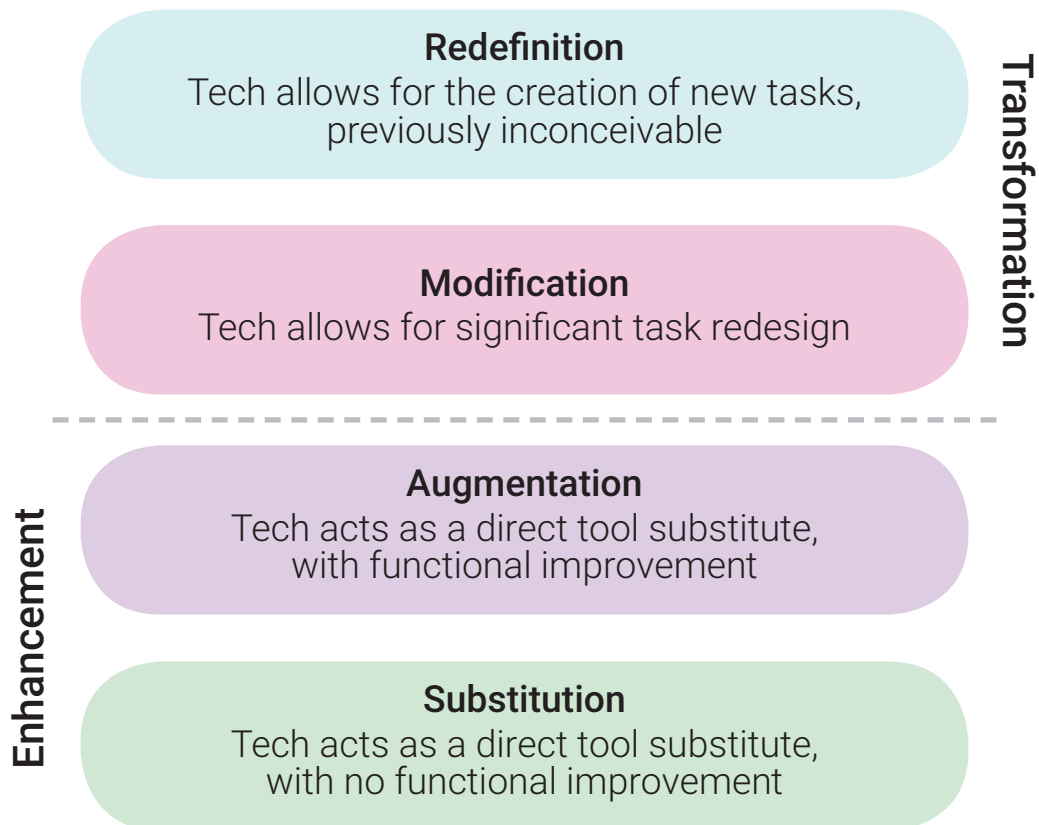 Redefinition
Tech allows for the creation of new tasks,
previously inconceivable
Transformation
Modification
Tech allows for significant task redesign
Augmentation
Tech acts as a direct tool substitute,
with functional improvement
Enhancement
Substitution
Tech acts as a direct tool substitute,
with no functional improvement